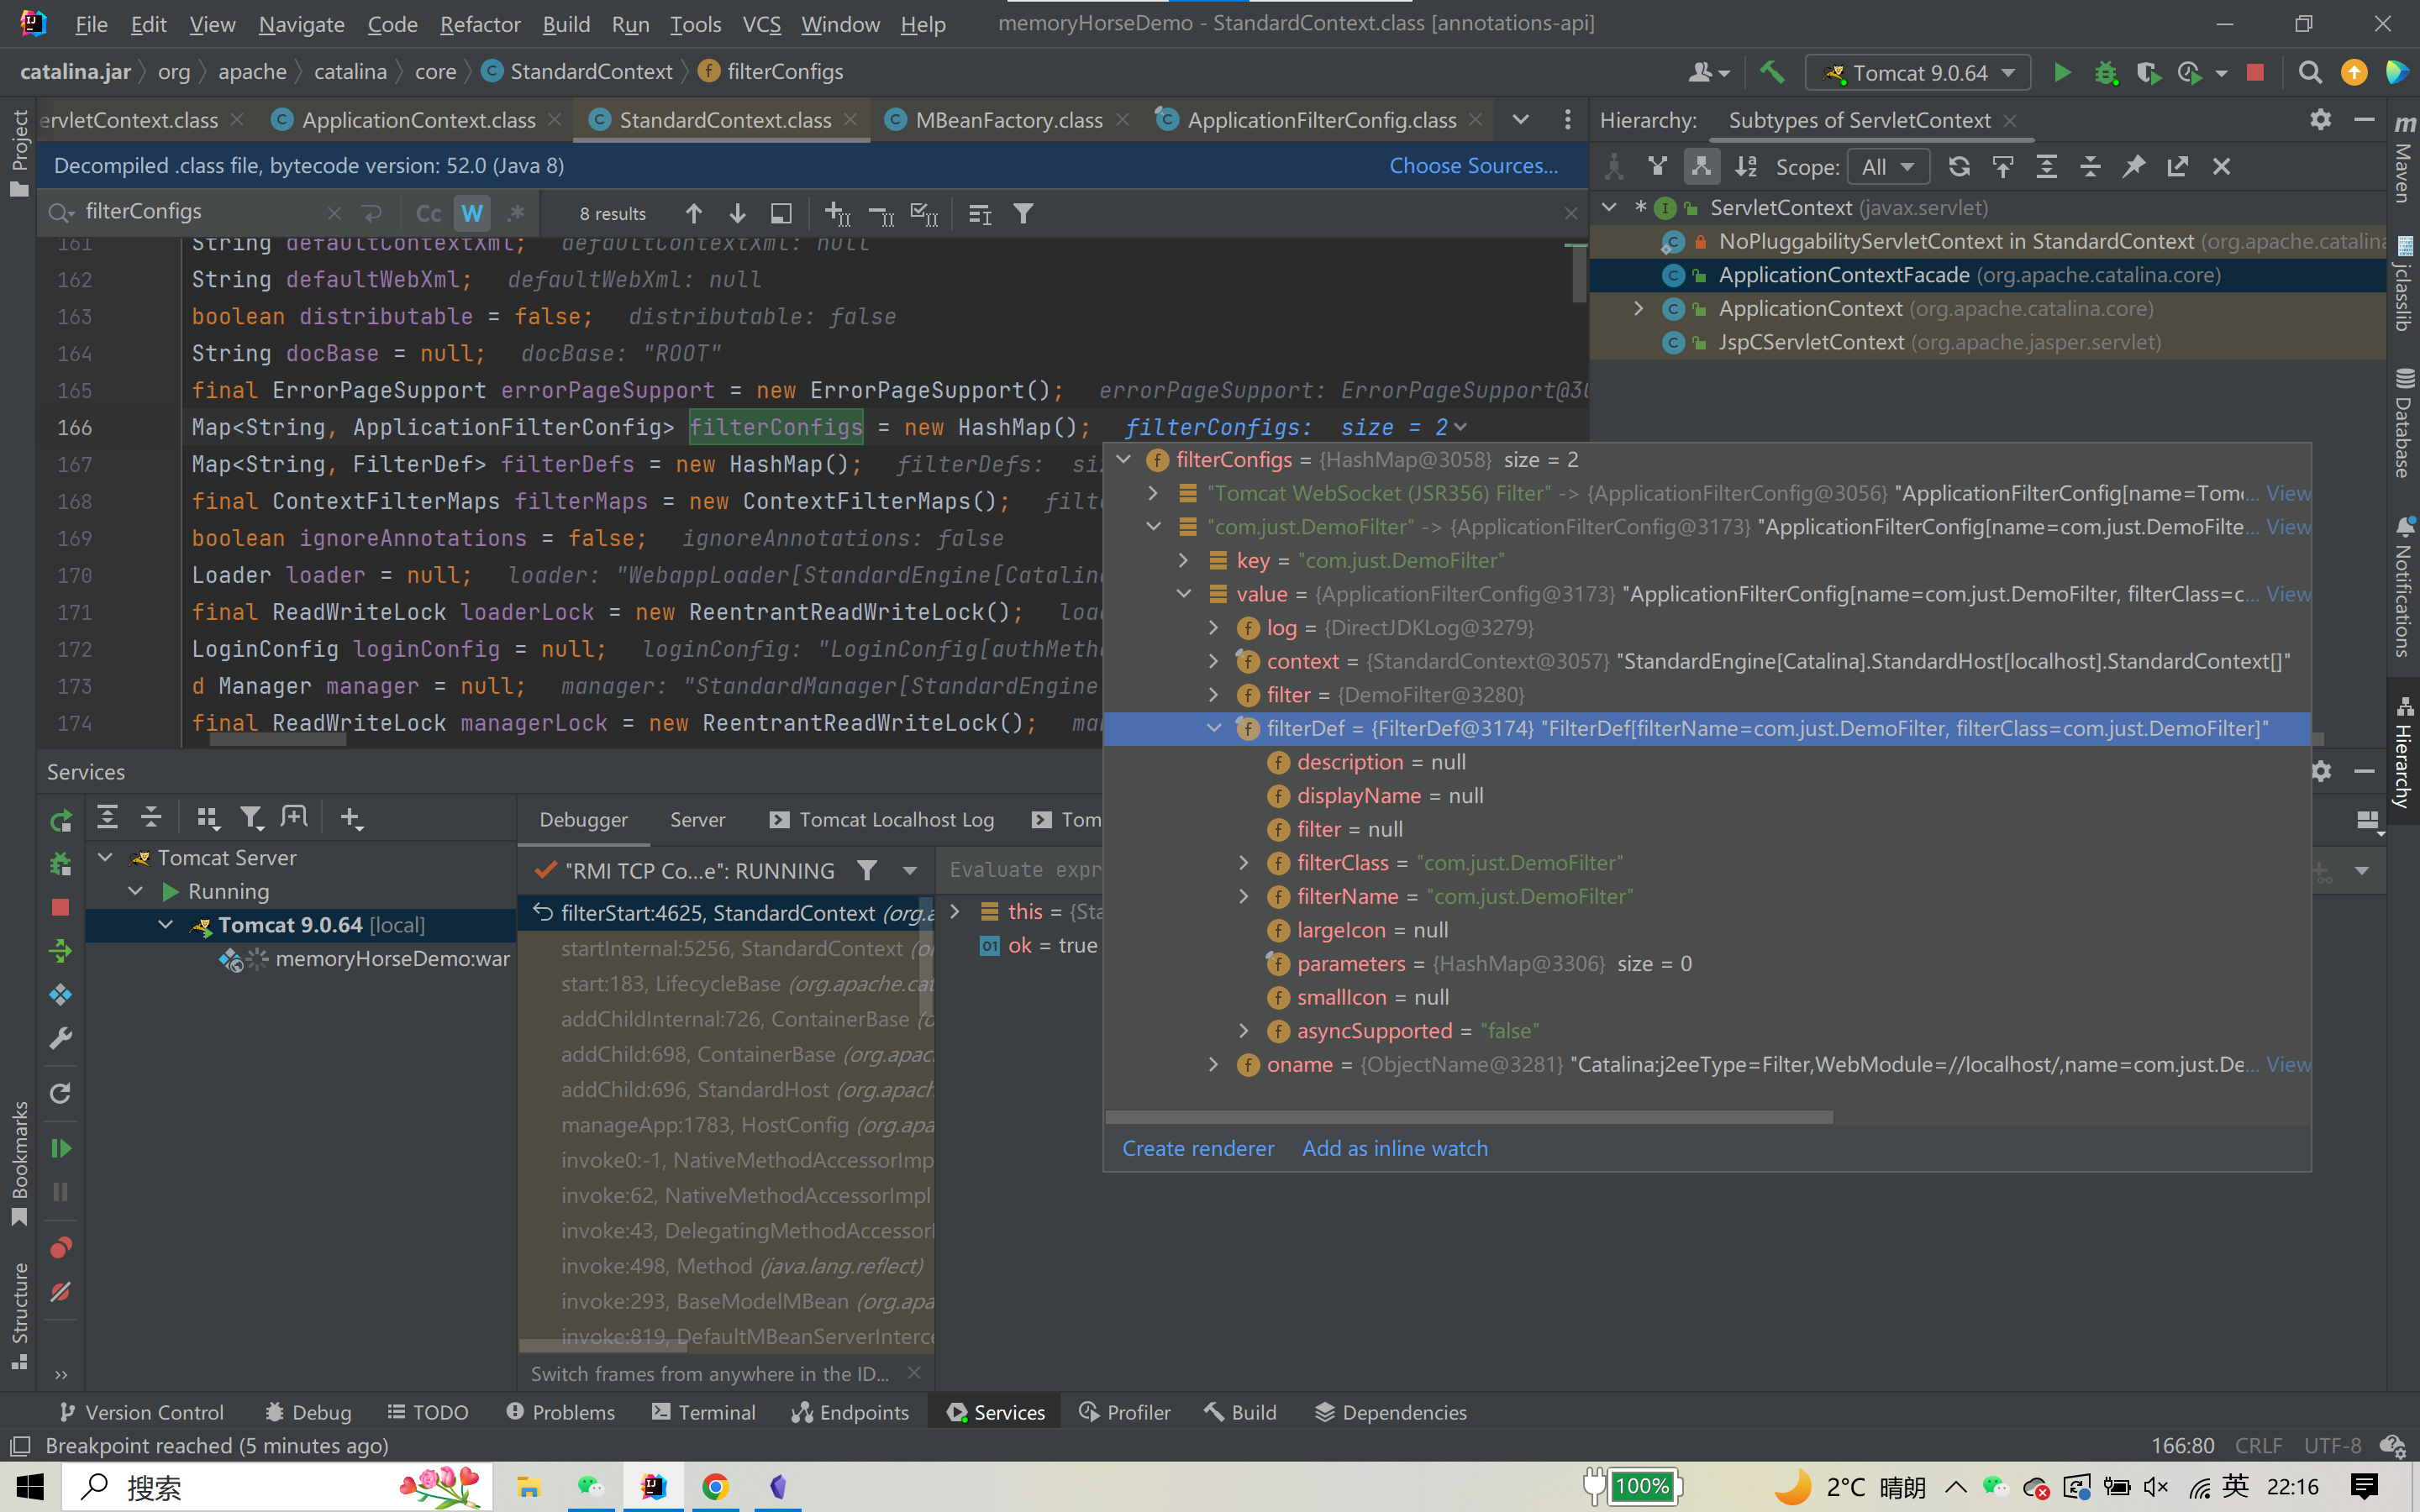 File Edit View Navigate Code Refactor Build Run Tools VCS Window Help memoryHorseDemo - StandardContext.class [annotations-api]
catalina.jar org apache catalina core StandardContext filterConfigs Tomcat 9.0.64
ServletContext.class ApplicationContext.class StandardContext.class MBeanFactory.class ApplicationFilterConfig.class
Decompiled .class file, bytecode version: 52.0 (Java 8) Choose Sources...
filterConfigs Cc W .* 8 results
161 String defaultContextXml; defaultContextXml: null
162 String defaultWebXml; defaultWebXml: null
163 boolean distributable = false; distributable: false
164 String docBase = null; docBase: "ROOT"
165 final ErrorPageSupport errorPageSupport = new ErrorPageSupport(); errorPageSupport: ErrorPageSupport@30
166 Map<String, ApplicationFilterConfig> filterConfigs = new HashMap(); filterConfigs: size = 2
167 Map<String, FilterDef> filterDefs = new HashMap(); filterDefs: si
168 final ContextFilterMaps filterMaps = new ContextFilterMaps(); filt
169 boolean ignoreAnnotations = false; ignoreAnnotations: false
170 Loader loader = null; loader: "WebappLoader[StandardEngine[Catalina
171 final ReadWriteLock loaderLock = new ReentrantReadWriteLock(); loa
172 LoginConfig loginConfig = null; loginConfig: "LoginConfig[authMetho
173 d Manager manager = null; manager: "StandardManager[StandardEngine
174 final ReadWriteLock managerLock = new ReentrantReadWriteLock(); ma
Hierarchy: Subtypes of ServletContext
Scope: All
* ServletContext (javax.servlet)
NoPluggabilityServletContext in StandardContext (org.apache.catalina
ApplicationContextFacade (org.apache.catalina.core)
ApplicationContext (org.apache.catalina.core)
JspCServletContext (org.apache.jasper.servlet)
filterConfigs = {HashMap@3058} size = 2
"Tomcat WebSocket (JSR356) Filter" -> {ApplicationFilterConfig@3056} "ApplicationFilterConfig[name=Tomc... View
"com.just.DemoFilter" -> {ApplicationFilterConfig@3173} "ApplicationFilterConfig[name=com.just.DemoFilte... View
key = "com.just.DemoFilter"
value = {ApplicationFilterConfig@3173} "ApplicationFilterConfig[name=com.just.DemoFilter, filterClass=c... View
log = {DirectJDKLog@3279}
context = {StandardContext@3057} "StandardEngine[Catalina].StandardHost[localhost].StandardContext[]"
filter = {DemoFilter@3280}
filterDef = {FilterDef@3174} "FilterDef[filterName=com.just.DemoFilter, filterClass=com.just.DemoFilter]"
description = null
displayName = null
filter = null
filterClass = "com.just.DemoFilter"
filterName = "com.just.DemoFilter"
largeIcon = null
parameters = {HashMap@3306} size = 0
smallIcon = null
asyncSupported = "false"
oname = {ObjectName@3281} "Catalina:j2eeType=Filter,WebModule=//localhost/,name=com.just.De... View
Create renderer Add as inline watch
Services
Tomcat Server
Running
Tomcat 9.0.64 [local]
memoryHorseDemo:war
Debugger Server Tomcat Localhost Log Tom
"RMI TCP Co...e": RUNNING
Evaluate expr
this = {Sta
ok = true
filterStart:4625, StandardContext (org.a
startInternal:5256, StandardContext (o
start:183, LifecycleBase (org.apache.cat
addChildInternal:726, ContainerBase (o
addChild:698, ContainerBase (org.apac
addChild:696, StandardHost (org.apach
manageApp:1783, HostConfig (org.apa
invoke0:-1, NativeMethodAccessorImp
invoke:62, NativeMethodAccessorImpl
invoke:43, DelegatingMethodAccessorI
invoke:498, Method (java.lang.reflect)
invoke:293, BaseModelMBean (org.apa
invoke:819, DefaultMBeanServerInterce
Switch frames from anywhere in the ID...
Project
Bookmarks
Structure
Maven
jclasslib
Database
Notifications
Hierarchy
Version Control Debug TODO Problems Terminal Endpoints Services Profiler Build Dependencies
Breakpoint reached (5 minutes ago) 166:80 CRLF UTF-8
搜索 100% 2°C 晴朗 英 22:16